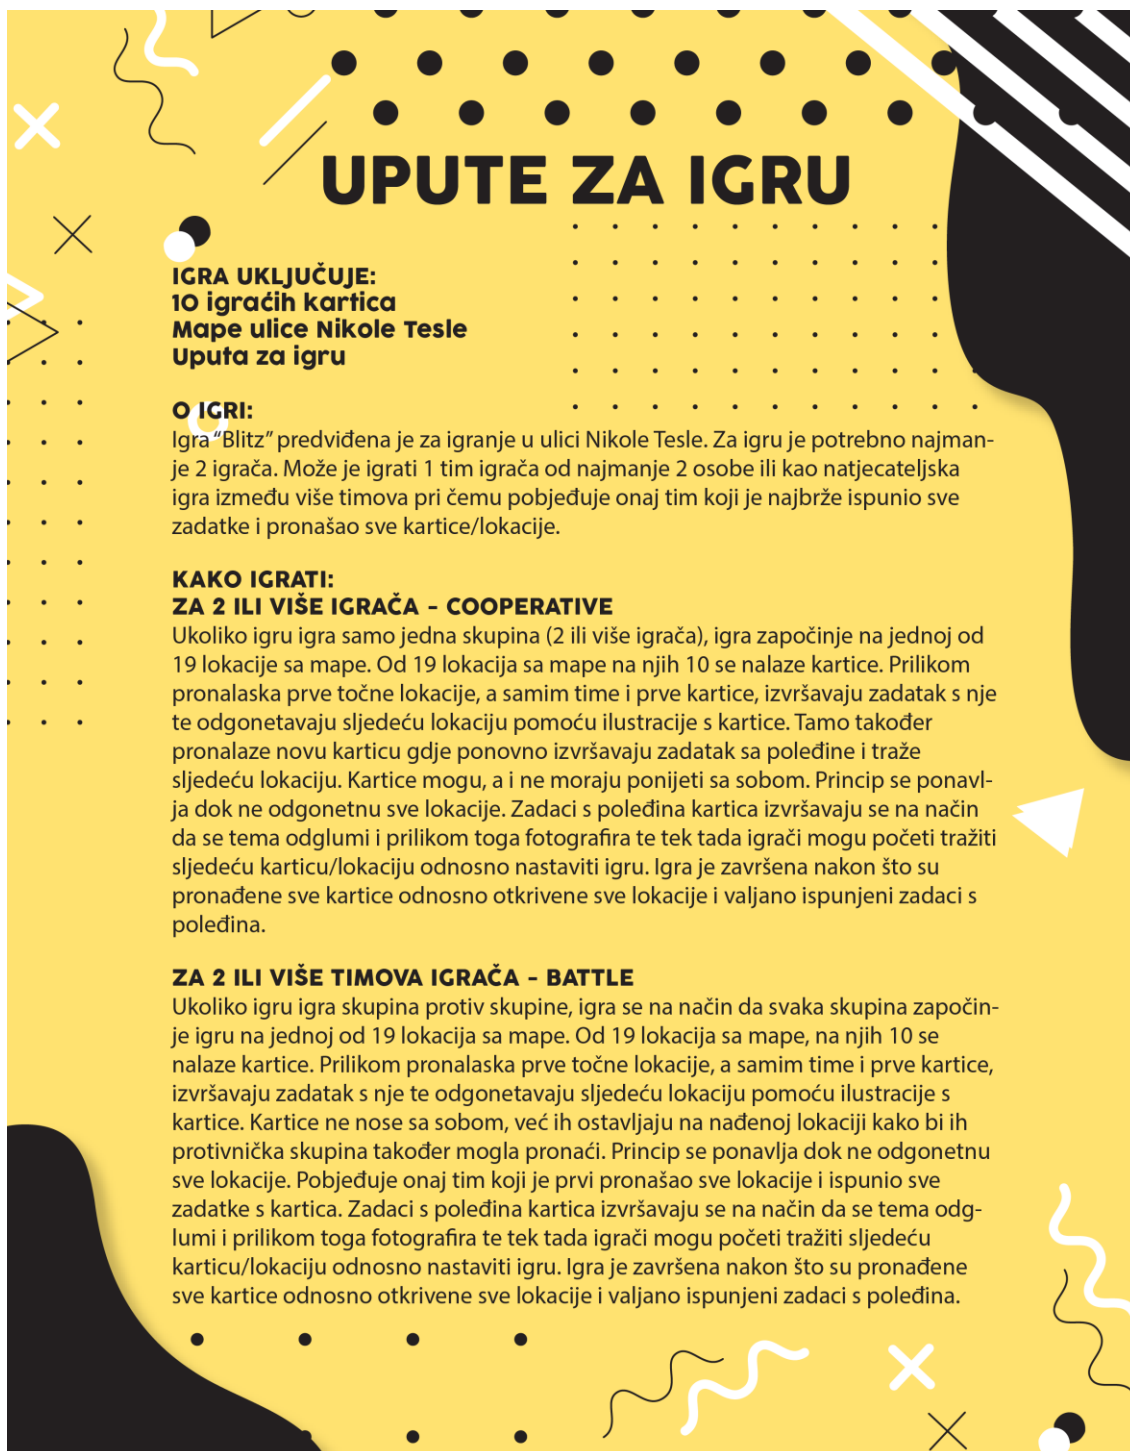 UPUTE ZA IGRU
IGRA UKLJUČUJE:
10 igraćih kartica
Mape ulice Nikole Tesle
Uputa za igru
O IGRI:
Igra “Blitz” predviđena je za igranje u ulici Nikole Tesle. Za igru je potrebno najman-
je 2 igrača. Može je igrati 1 tim igrača od najmanje 2 osobe ili kao natjecateljska
igra između više timova pri čemu pobjeđuje onaj tim koji je najbrže ispunio sve
zadatke i pronašao sve kartice/lokacije.
KAKO IGRATI:
ZA 2 ILI VIŠE IGRAČA - COOPERATIVE
Ukoliko igru igra samo jedna skupina (2 ili više igrača), igra započinje na jednoj od
19 lokacije sa mape. Od 19 lokacija sa mape na njih 10 se nalaze kartice. Prilikom
pronalaska prve točne lokacije, a samim time i prve kartice, izvršavaju zadatak s nje
te odgonetavaju sljedeću lokaciju pomoću ilustracije s kartice. Tamo također
pronalaze novu karticu gdje ponovno izvršavaju zadatak sa poleđine i traže
sljedeću lokaciju. Kartice mogu, a i ne moraju ponijeti sa sobom. Princip se ponavl-
ja dok ne odgonetnu sve lokacije. Zadaci s poleđina kartica izvršavaju se na način
da se tema odglumi i prilikom toga fotografira te tek tada igrači mogu početi tražiti
sljedeću karticu/lokaciju odnosno nastaviti igru. Igra je završena nakon što su
pronađene sve kartice odnosno otkrivene sve lokacije i valjano ispunjeni zadaci s
poleđina.
ZA 2 ILI VIŠE TIMOVA IGRAČA - BATTLE
Ukoliko igru igra skupina protiv skupine, igra se na način da svaka skupina započin-
je igru na jednoj od 19 lokacija sa mape. Od 19 lokacija sa mape, na njih 10 se
nalaze kartice. Prilikom pronalaska prve točne lokacije, a samim time i prve kartice,
izvršavaju zadatak s nje te odgonetavaju sljedeću lokaciju pomoću ilustracije s
kartice. Kartice ne nose sa sobom, već ih ostavljaju na nađenoj lokaciji kako bi ih
protivnička skupina također mogla pronaći. Princip se ponavlja dok ne odgonetnu
sve lokacije. Pobjeđuje onaj tim koji je prvi pronašao sve lokacije i ispunio sve
zadatke s kartica. Zadaci s poleđina kartica izvršavaju se na način da se tema odg-
lumi i prilikom toga fotografira te tek tada igrači mogu početi tražiti sljedeću
karticu/lokaciju odnosno nastaviti igru. Igra je završena nakon što su pronađene
sve kartice odnosno otkrivene sve lokacije i valjano ispunjeni zadaci s poleđina.